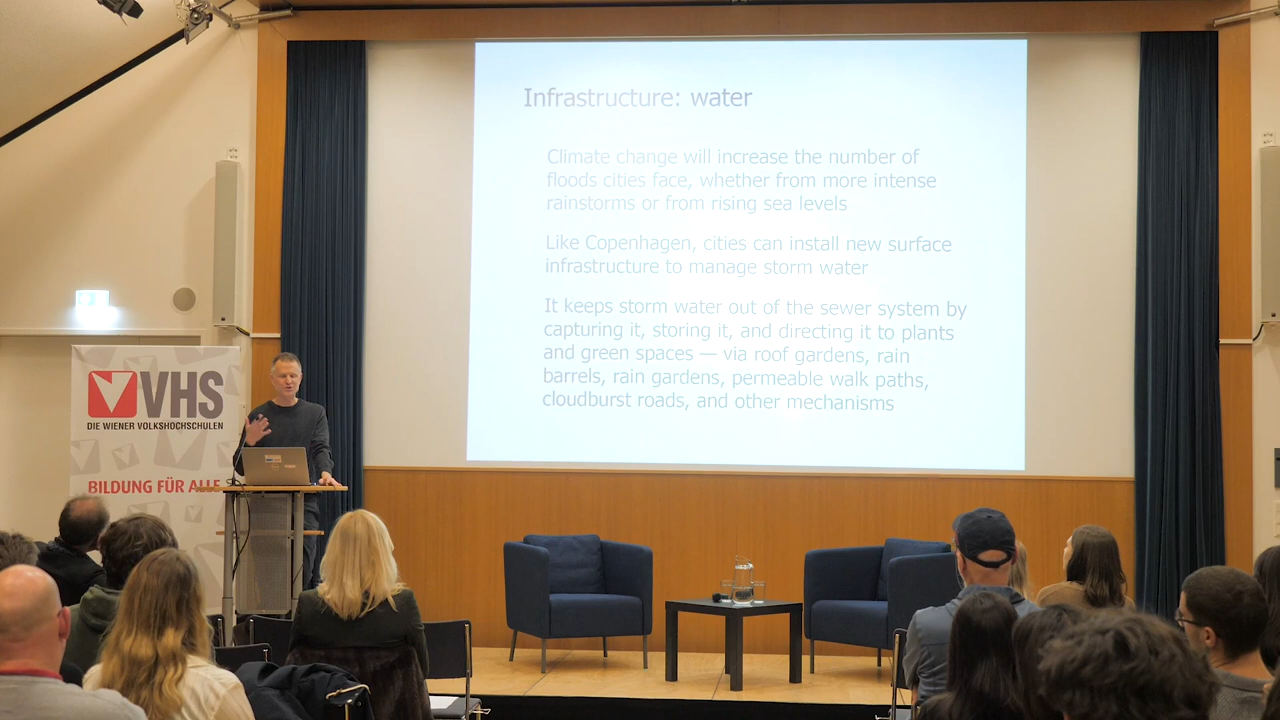 Infrastructure: water
Climate change will increase the number of
floods cities face, whether from more intense
rainstorms or from rising sea levels
Like Copenhagen, cities can install new surface
infrastructure to manage storm water
It keeps storm water out of the sewer system by
capturing it, storing it, and directing it to plants
and green spaces — via roof gardens, rain
barrels, rain gardens, permeable walk paths,
cloudburst roads, and other mechanisms
VHS
DIE WIENER VOLKSHOCHSCHULEN
BILDUNG FÜR ALLE